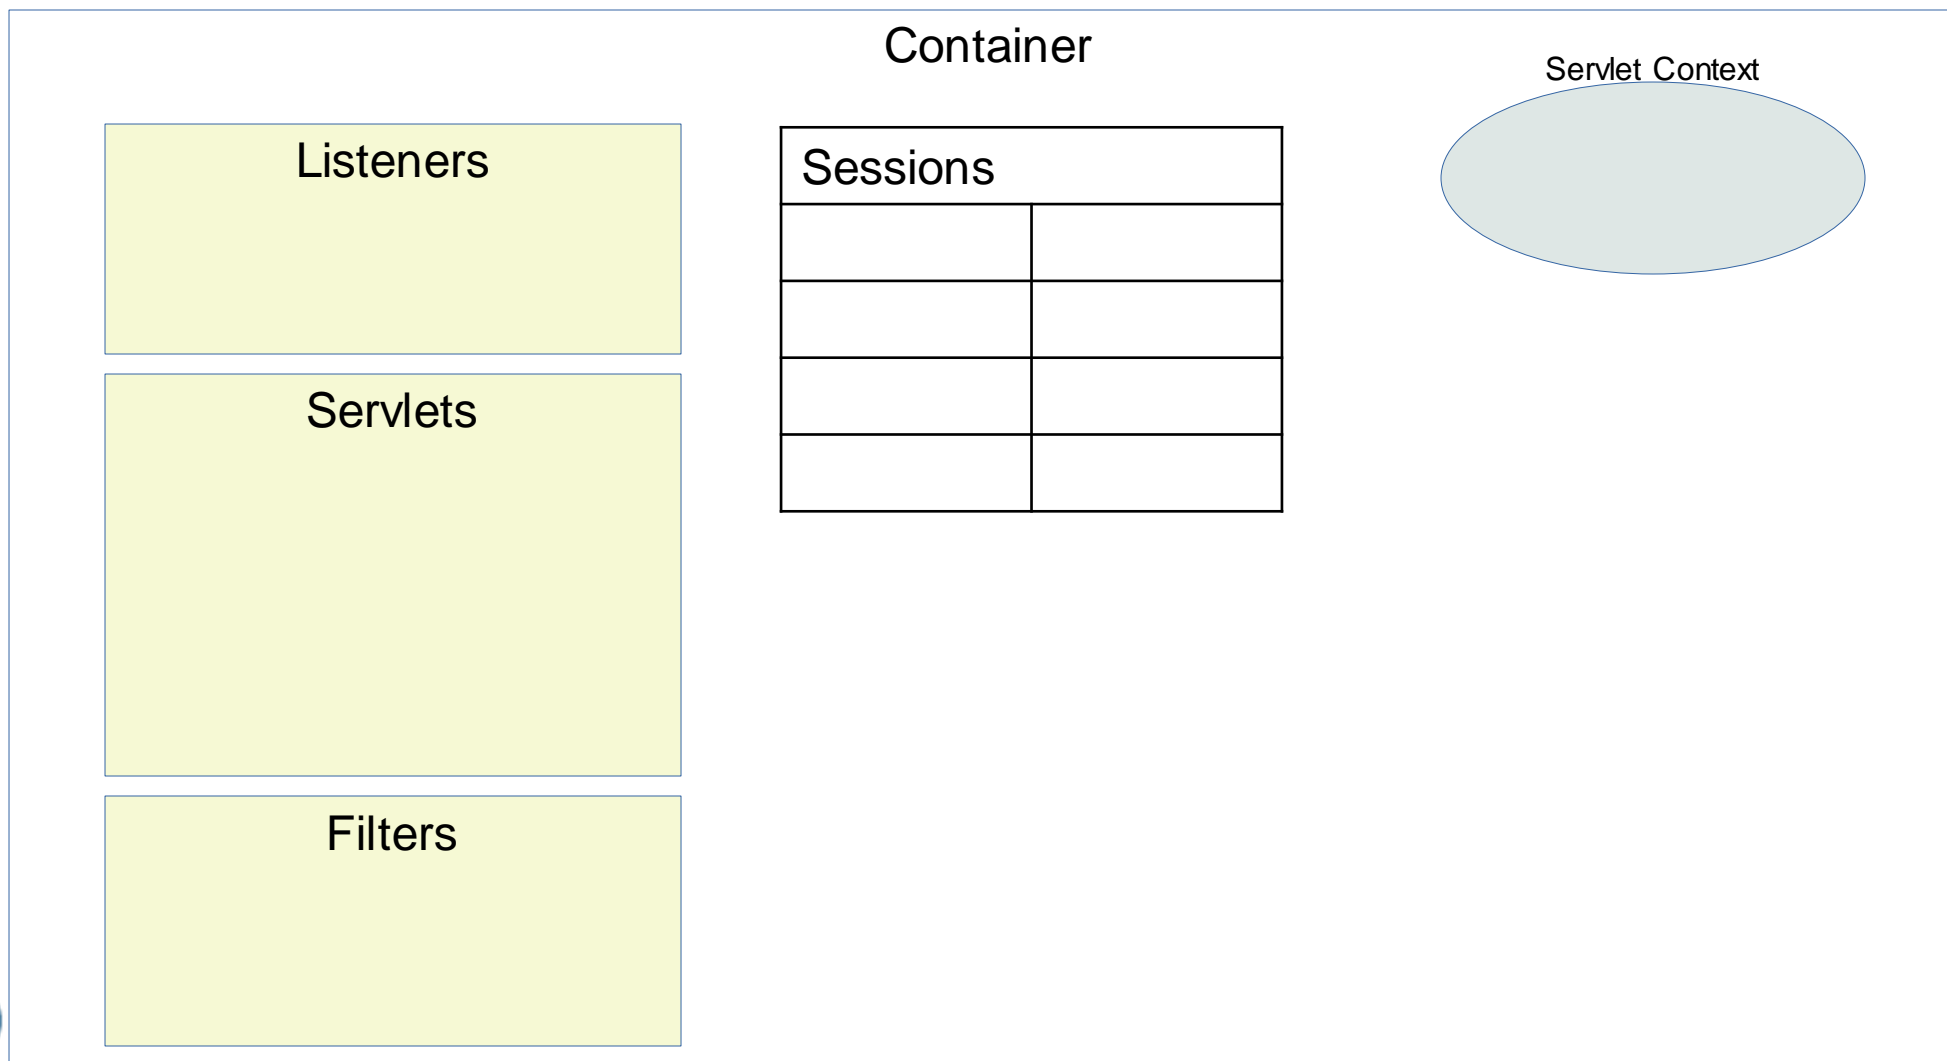 Container
Servlet Context
Listeners
Sessions
Servlets
Filters